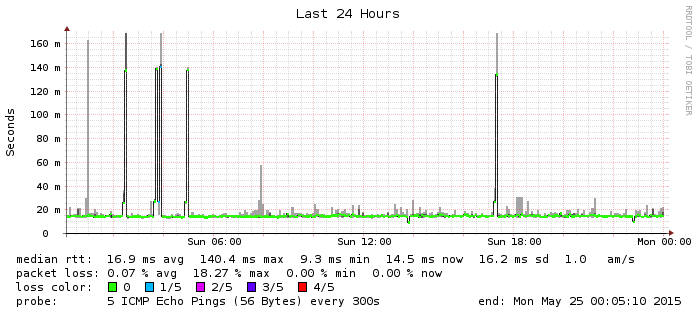 Last 24 Hours
RRDTOOL / TOBI OETIKER
Seconds
160 m
140 m
120 m
100 m
80 m
60 m
40 m
20 m
0
Sun 06:00 Sun 12:00 Sun 18:00 Mon 00:00
median rtt: 16.9 ms avg 140.4 ms max 9.3 ms min 14.5 ms now 16.2 ms sd 1.0 am/s
packet loss: 0.07 % avg 18.27 % max 0.00 % min 0.00 % now
loss color: 0 1/5 2/5 3/5 4/5
probe: 5 ICMP Echo Pings (56 Bytes) every 300s end: Mon May 25 00:05:10 2015